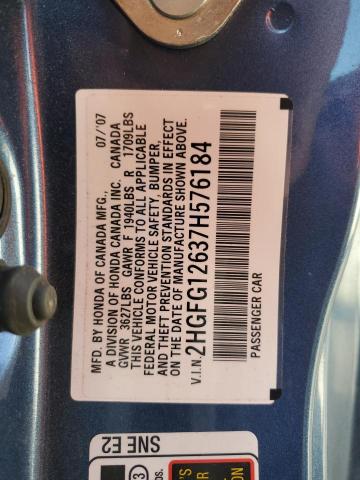 MFD. BY HONDA OF CANADA MFG., 07/'07
A DIVISION OF HONDA CANADA INC. CANADA
GVWR 3627LBS GAWR F 1940LBS R 1709LBS
THIS VEHICLE CONFORMS TO ALL APPLICABLE
FEDERAL MOTOR VEHICLE SAFETY, BUMPER,
AND THEFT PREVENTION STANDARDS IN EFFECT
ON THE DATE OF MANUFACTURE SHOWN ABOVE.
V.I.N. 2HGFG12637H576184
PASSENGER CAR
SNE E2